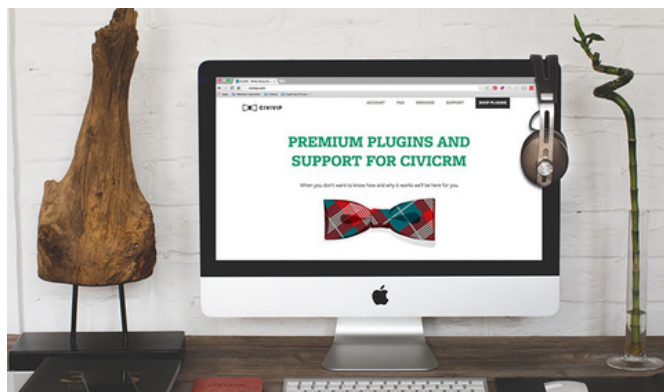 CIVIVIP
ACCOUNT FAQ SERVICES SUPPORT SHOP PLUGINS
PREMIUM PLUGINS AND
SUPPORT FOR CIVICRM
When you don't want to know how and why it works we'll be here for you